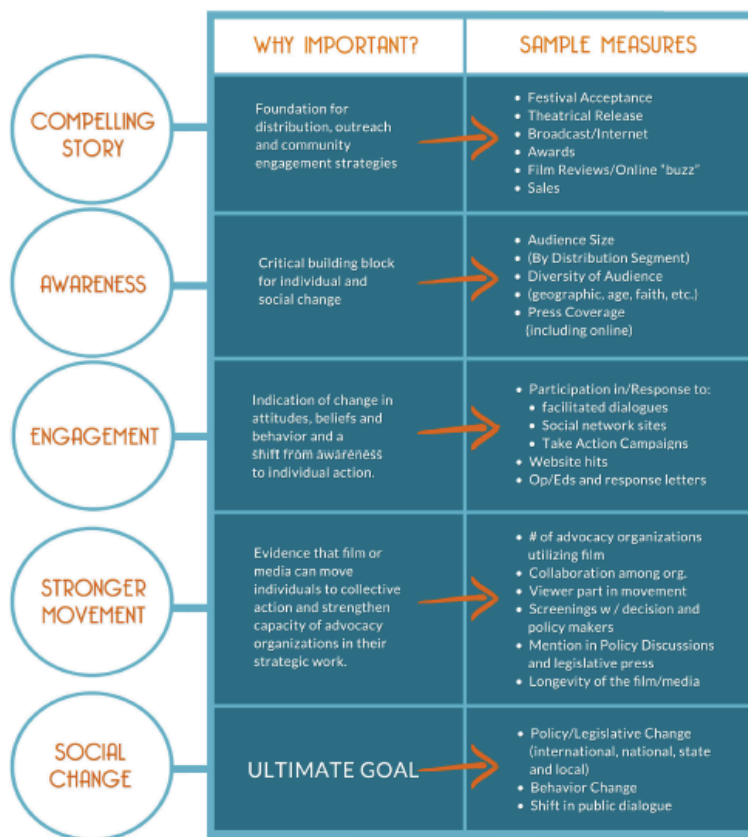 WHY IMPORTANT?
SAMPLE MEASURES
COMPELLING
STORY
Foundation for
distribution, outreach
and community
engagement strategies
• Festival Acceptance
• Theatrical Release
• Broadcast/Internet
• Awards
• Film Reviews/Online "buzz"
• Sales
AWARENESS
Critical building block
for individual and
social change
• Audience Size
• (By Distribution Segment)
• Diversity of Audience
• (geographic, age, faith, etc.)
• Press Coverage
(including online)
ENGAGEMENT
Indication of change in
attitudes, beliefs and
behavior and a
shift from awareness
to individual action.
• Participation in/Response to:
• facilitated dialogues
• Social network sites
• Take Action Campaigns
• Website hits
• Op/Eds and response letters
STRONGER
MOVEMENT
Evidence that film or
media can move
individuals to collective
action and strengthen
capacity of advocacy
organizations in their
strategic work.
• # of advocacy organizations
utilizing film
• Collaboration among org.
• Viewer part in movement
• Screenings w / decision and
policy makers
• Mention in Policy Discussions
and legislative press
• Longevity of the film/media
SOCIAL
CHANGE
ULTIMATE GOAL
• Policy/Legislative Change
(international, national, state
and local)
• Behavior Change
• Shift in public dialogue